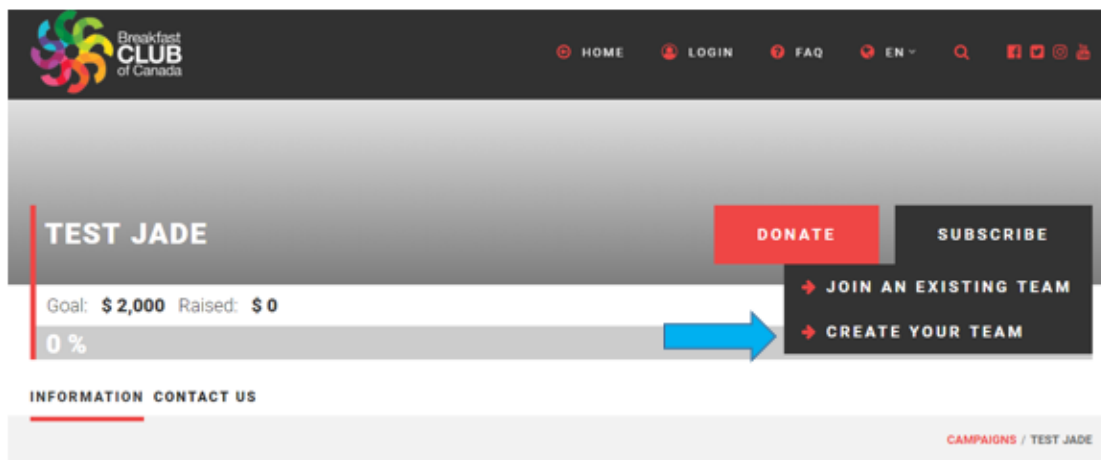 Breakfast
CLUB
of Canada
HOME LOGIN FAQ EN
TEST JADE
DONATE SUBSCRIBE
JOIN AN EXISTING TEAM
Goal: $ 2,000 Raised: $ 0
CREATE YOUR TEAM
0 %
INFORMATION CONTACT US
CAMPAIGNS / TEST JADE